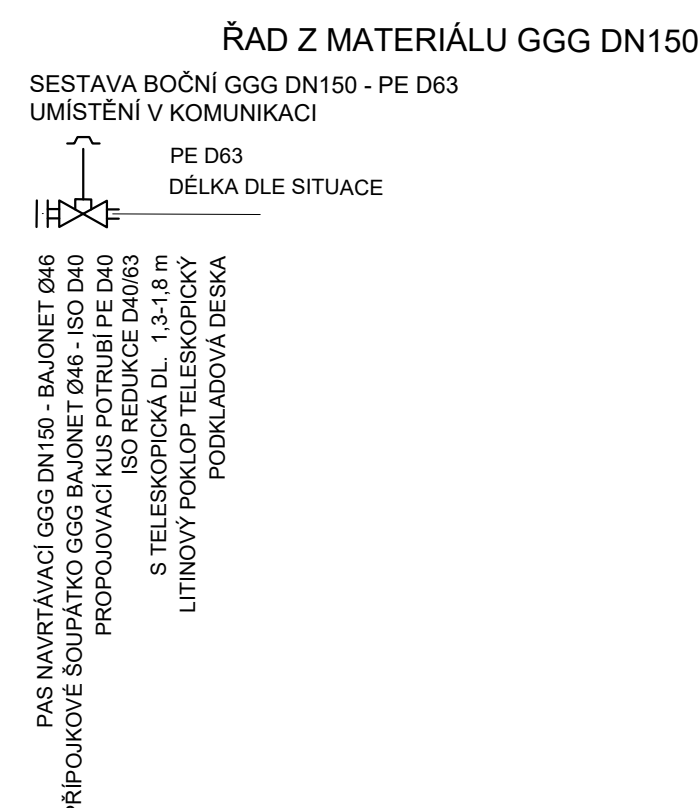 ŘAD Z MATERIÁLU GGG DN150
SESTAVA BOČNÍ GGG DN150 - PE D63
UMÍSTĚNÍ V KOMUNIKACI
PE D63
DÉLKA DLE SITUACE
PAS NAVRTÁVACÍ GGG DN150 - BAJONET Ø46
PŘÍPOJKOVÉ ŠOUPÁTKO GGG BAJONET Ø46 - ISO D40
PROPOJOVACÍ KUS POTRUBÍ PE D40
ISO REDUKCE D40/63
S TELESKOPICKÁ DL. 1,3-1,8 m
LITINOVÝ POKLOP TELESKOPICKÝ
PODKLADOVÁ DESKA